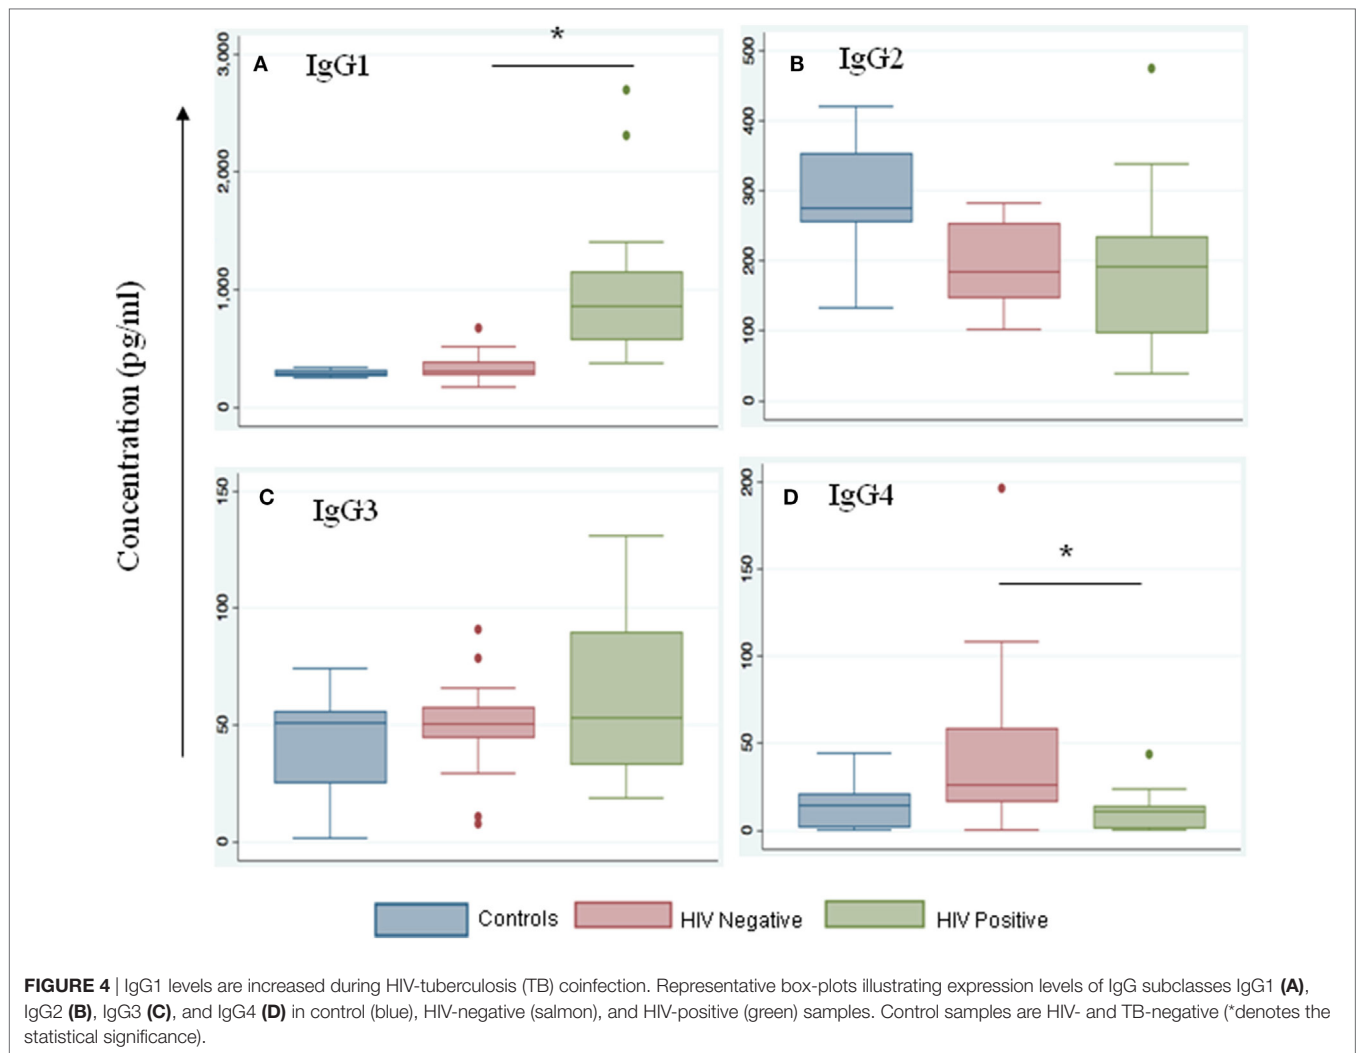 Concentration (pg/ml)
A
IgG1
*
3,000
2,000
1,000
0
B
IgG2
500
400
300
200
100
0
C
IgG3
150
100
50
0
D
IgG4
*
200
150
100
50
0
Controls
HIV Negative
HIV Positive
FIGURE 4 | IgG1 levels are increased during HIV-tuberculosis (TB) coinfection. Representative box-plots illustrating expression levels of IgG subclasses IgG1 (A),
IgG2 (B), IgG3 (C), and IgG4 (D) in control (blue), HIV-negative (salmon), and HIV-positive (green) samples. Control samples are HIV- and TB-negative (*denotes the
statistical significance).